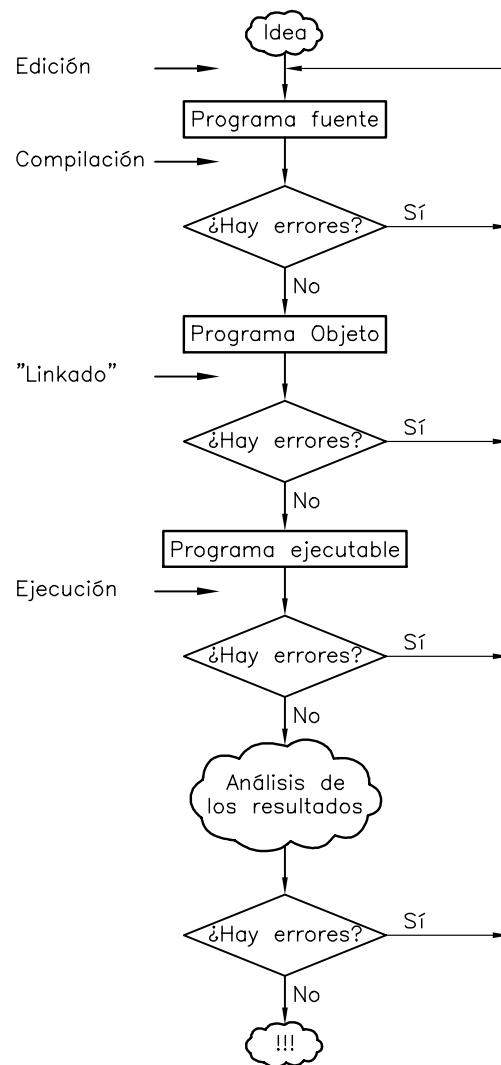 Idea
Edición
Programa fuente
Compilación
¿Hay errores?
Sí
No
Programa Objeto
"Linkado"
¿Hay errores?
Sí
No
Programa ejecutable
Ejecución
¿Hay errores?
Sí
No
Análisis de
los resultados
¿Hay errores?
Sí
No
!!!